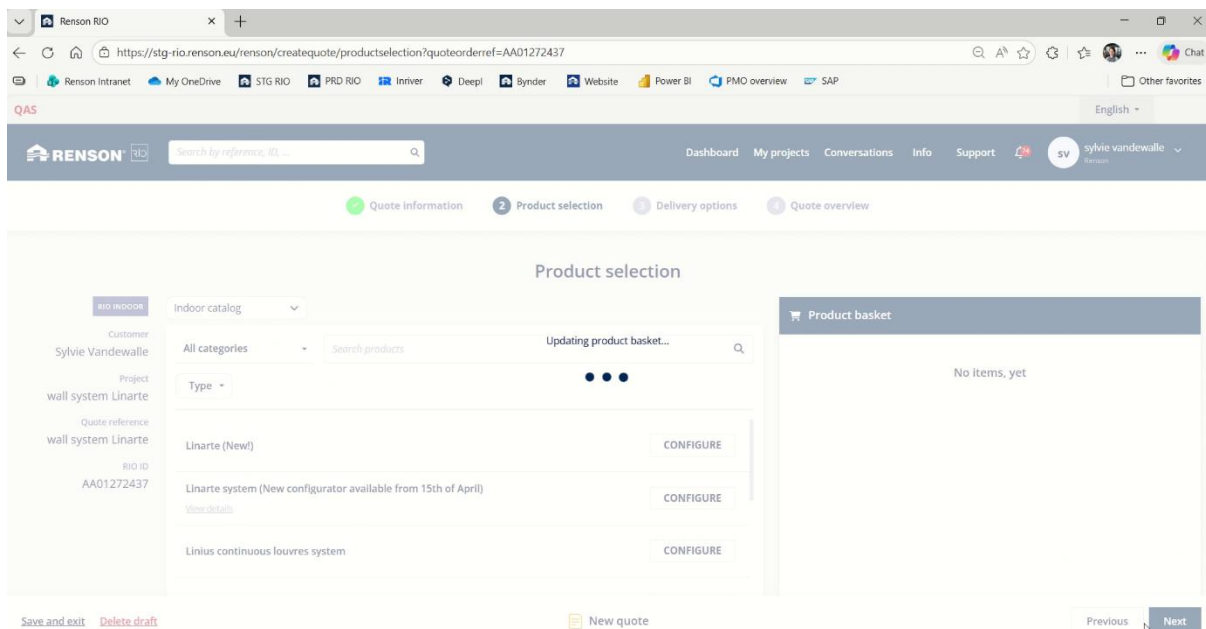 Renson RIO
https://stg-rio.renson.eu/renson/createquote/productselection?quoteorderref=AA01272437
Chat
Renson Intranet My OneDrive STG RIO PRD RIO Inriver Deepl Bynder Website Power BI PMO overview SAP Other favorites
QAS English
RENSON RIO Search by reference, ID, ... Dashboard My projects Conversations Info Support SV sylvie vandewalle
Renson
Quote information 2 Product selection 3 Delivery options 4 Quote overview
Product selection
RIO INDOOR Indoor catalog Product basket
Customer
Sylvie Vandewalle All categories Search products Updating product basket...
No items, yet
Project
wall system Linarte Type
Quote reference
wall system Linarte Linarte (New!) CONFIGURE
RIO ID
AA01272437 Linarte system (New configurator available from 15th of April) CONFIGURE
View details
Linius continuous louvres system CONFIGURE
Save and exit Delete draft New quote Previous Next